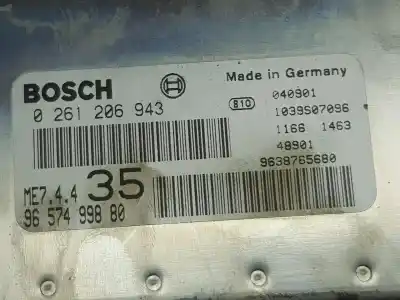 BOSCH
Made in Germany
0 261 206 943
B10
040901
1039S07096
1166 1463
48901
9638765680
ME7.4.4 35
96 574 998 80